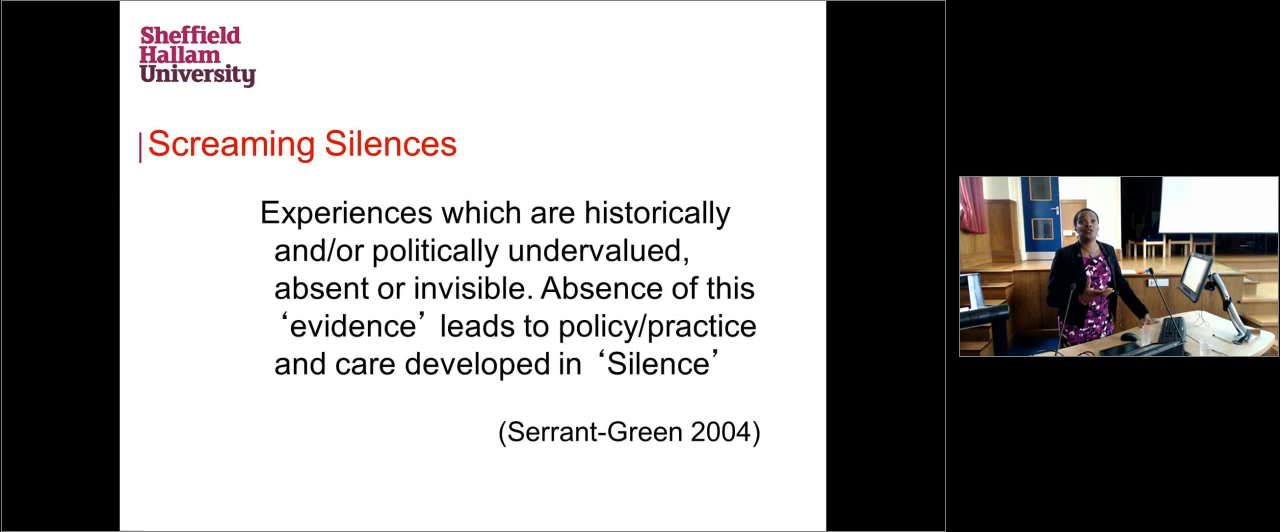 Sheffield
Hallam
University
Screaming Silences
Experiences which are historically
and/or politically undervalued,
absent or invisible. Absence of this
‘evidence’ leads to policy/practice
and care developed in ‘Silence’
(Serrant-Green 2004)